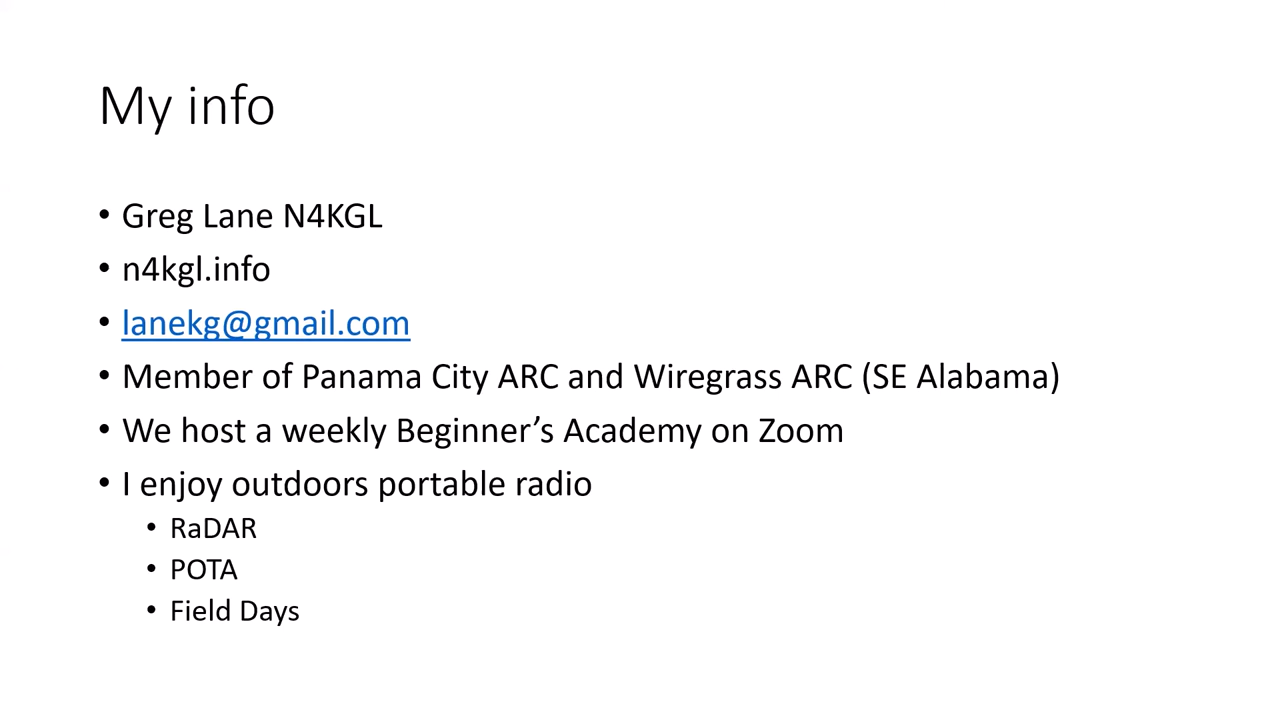 My info
• Greg Lane N4KGL
• n4kgl.info
• lanekg@gmail.com
• Member of Panama City ARC and Wiregrass ARC (SE Alabama)
• We host a weekly Beginner’s Academy on Zoom
• I enjoy outdoors portable radio
• RaDAR
• POTA
• Field Days